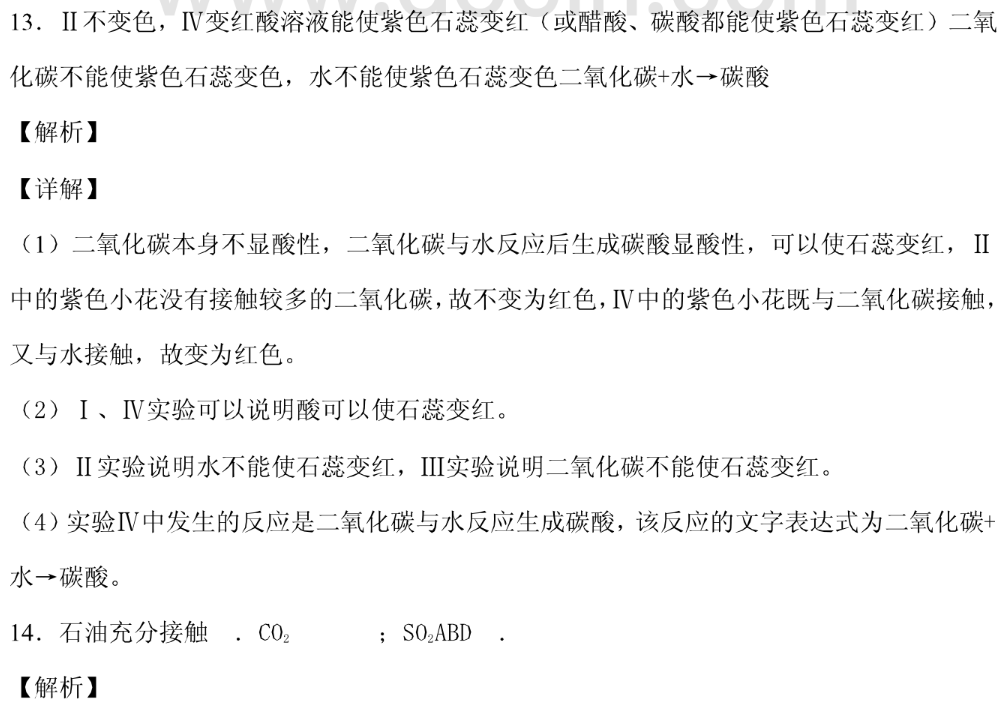 13．Ⅱ不变色，Ⅳ变红酸溶液能使紫色石蕊变红（或醋酸、碳酸都能使紫色石蕊变红）二氧
化碳不能使紫色石蕊变色，水不能使紫色石蕊变色二氧化碳+水→碳酸
【解析】
【详解】
（1）二氧化碳本身不显酸性，二氧化碳与水反应后生成碳酸显酸性，可以使石蕊变红，Ⅱ
中的紫色小花没有接触较多的二氧化碳，故不变为红色，Ⅳ中的紫色小花既与二氧化碳接触，
又与水接触，故变为红色。
（2）Ⅰ、Ⅳ实验可以说明酸可以使石蕊变红。
（3）Ⅱ实验说明水不能使石蕊变红，Ⅲ实验说明二氧化碳不能使石蕊变红。
（4）实验Ⅳ中发生的反应是二氧化碳与水反应生成碳酸，该反应的文字表达式为二氧化碳+
水→碳酸。
14．石油充分接触 ．CO₂ ；SO₂ABD ．
【解析】